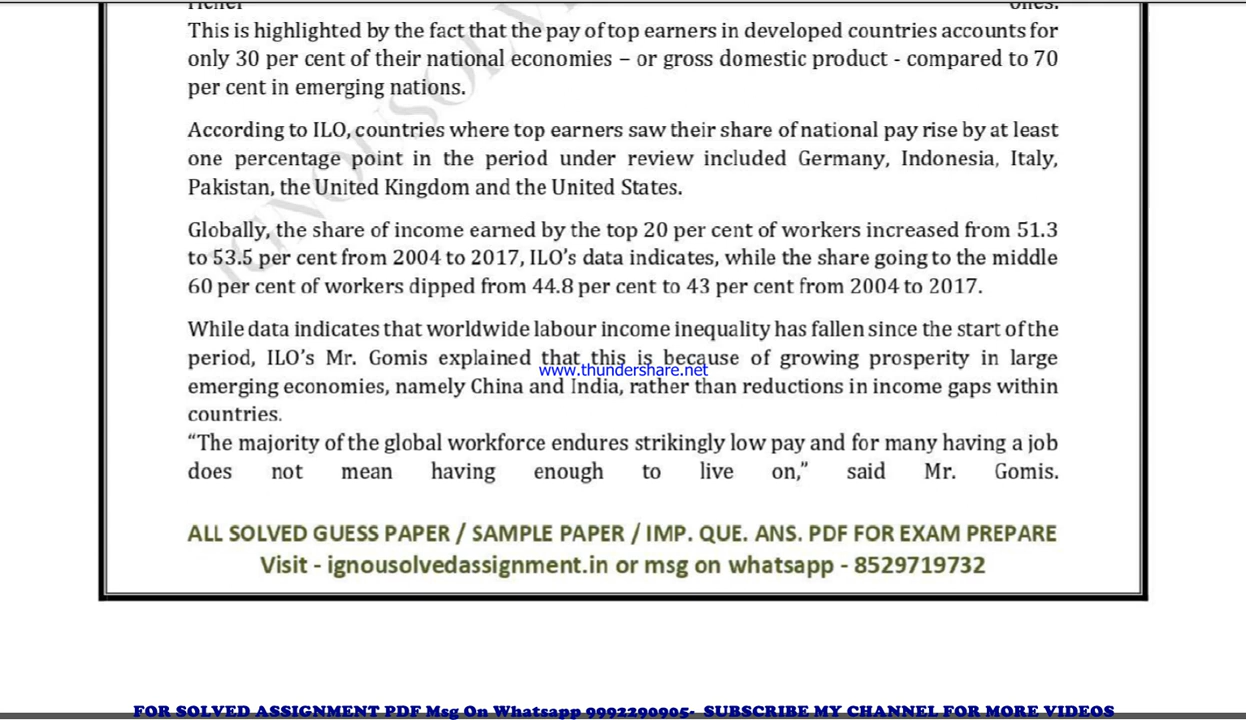 ones.
This is highlighted by the fact that the pay of top earners in developed countries accounts for
only 30 per cent of their national economies – or gross domestic product - compared to 70
per cent in emerging nations.
According to ILO, countries where top earners saw their share of national pay rise by at least
one percentage point in the period under review included Germany, Indonesia, Italy,
Pakistan, the United Kingdom and the United States.
Globally, the share of income earned by the top 20 per cent of workers increased from 51.3
to 53.5 per cent from 2004 to 2017, ILO's data indicates, while the share going to the middle
60 per cent of workers dipped from 44.8 per cent to 43 per cent from 2004 to 2017.
While data indicates that worldwide labour income inequality has fallen since the start of the
period, ILO's Mr. Gomis explained that this is because of growing prosperity in large
www.thundershare.net
emerging economies, namely China and India, rather than reductions in income gaps within
countries.
“The majority of the global workforce endures strikingly low pay and for many having a job
does not mean having enough to live on,” said Mr. Gomis.
ALL SOLVED GUESS PAPER / SAMPLE PAPER / IMP. QUE. ANS. PDF FOR EXAM PREPARE
Visit - ignousolvedassignment.in or msg on whatsapp - 8529719732
FOR SOLVED ASSIGNMENT PDF Msg On Whatsapp 9992290905- SUBSCRIBE MY CHANNEL FOR MORE VIDEOS